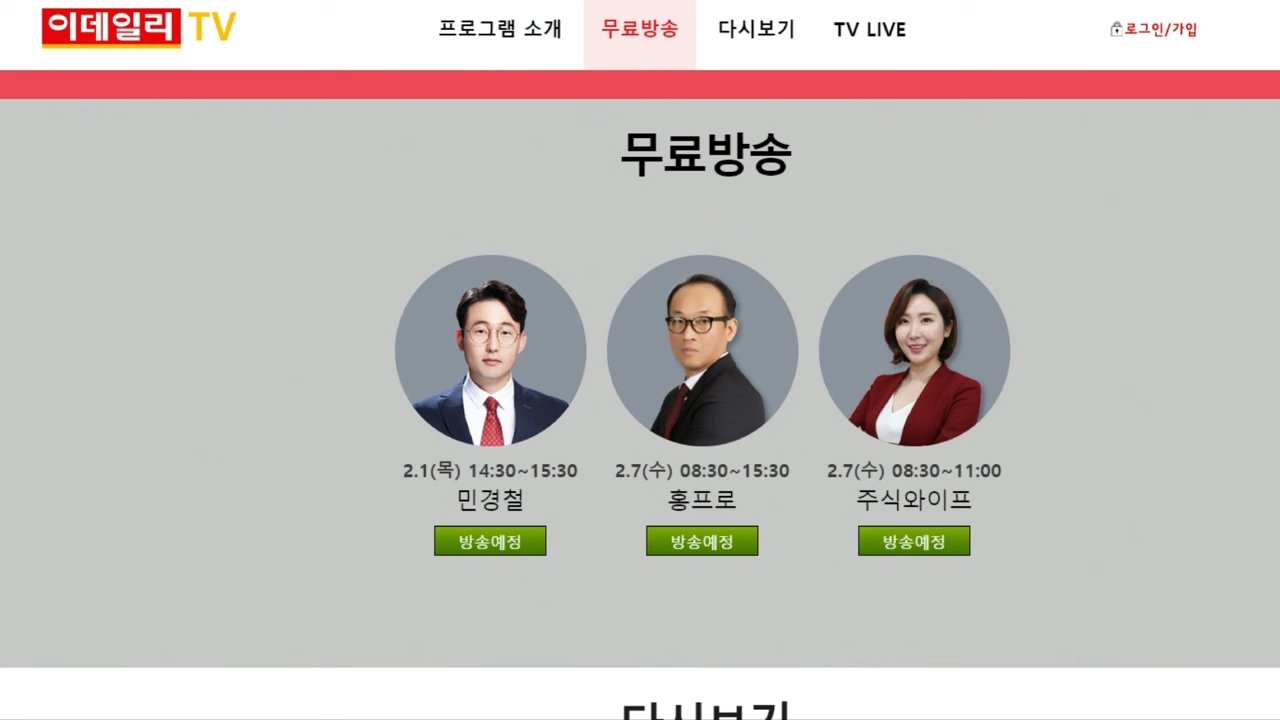 이데일리 TV
프로그램 소개 무료방송 다시보기 TV LIVE 로그인/가입
무료방송
2.1(목) 14:30~15:30 2.7(수) 08:30~15:30 2.7(수) 08:30~11:00
민경철 홍프로 주식와이프
방송예정 방송예정 방송예정
다시보기